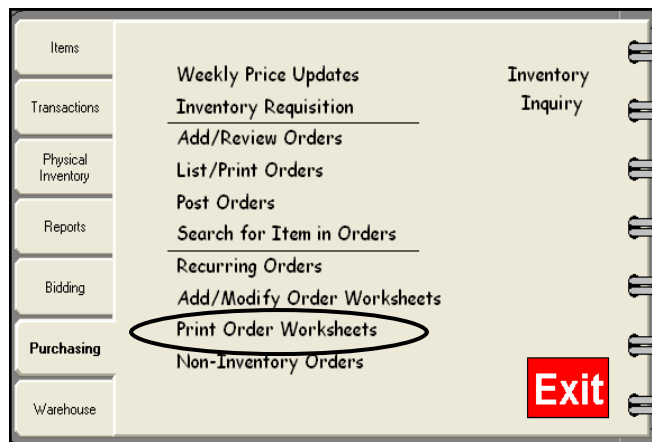 Items
Transactions
Physical
Inventory
Reports
Bidding
Purchasing
Warehouse
Weekly Price Updates
Inventory Requisition
Add/Review Orders
List/Print Orders
Post Orders
Search for Item in Orders
Recurring Orders
Add/Modify Order Worksheets
Print Order Worksheets
Non-Inventory Orders
Inventory
Inquiry
Exit